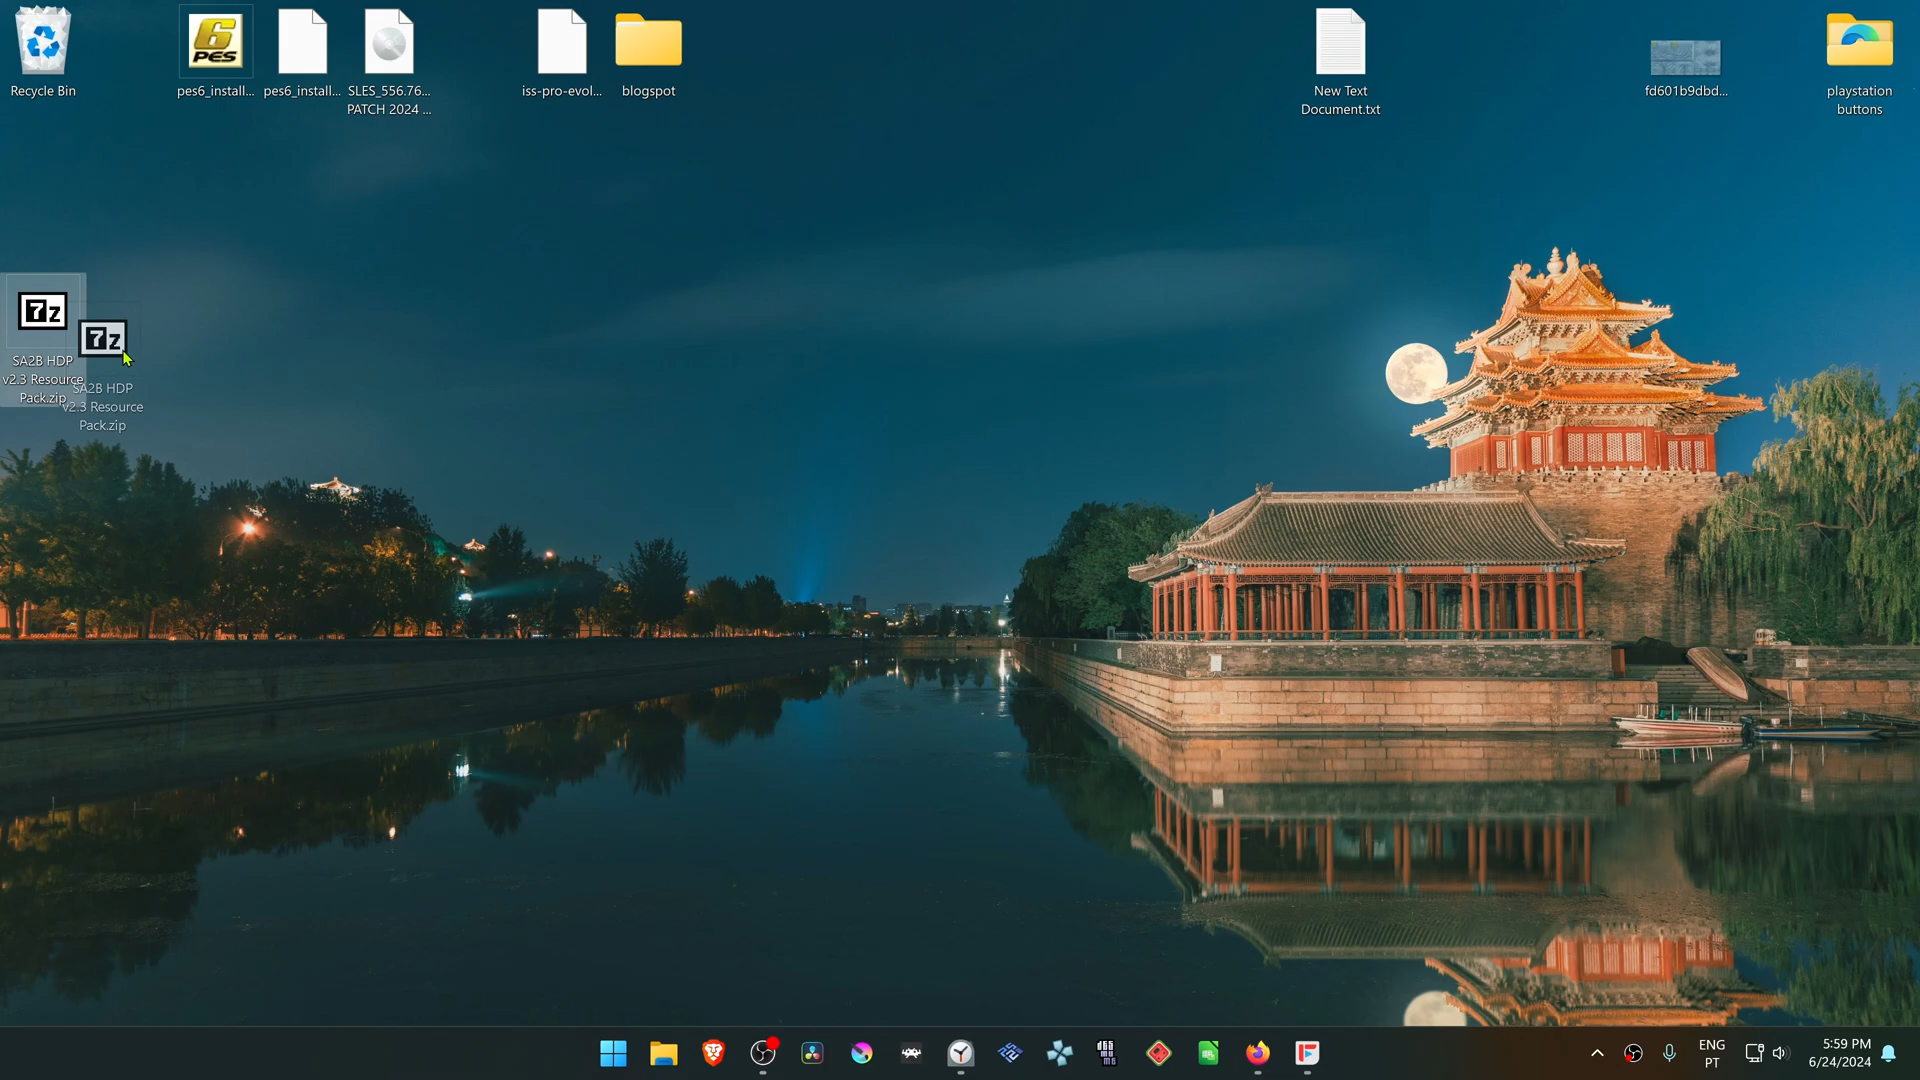 Recycle Bin
6
PES
pes6_install...
pes6_install...
SLES_556.76...
PATCH 2024 ...
iss-pro-evol...
blogspot
New Text
Document.txt
fd601b9dbd...
playstation
buttons
7z
SA2B HDP
v2.3 Resource
Pack.zip
7z
SA2B HDP
v2.3 Resource
Pack.zip
ENG
PT
5:59 PM
6/24/2024